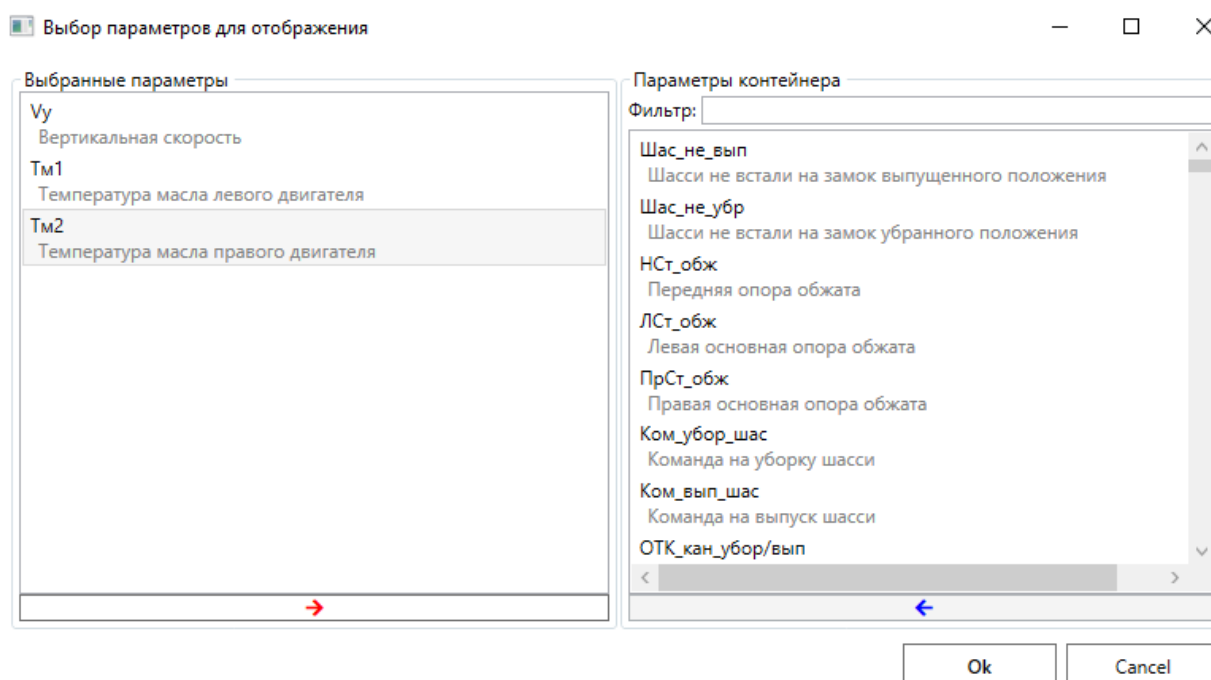 Выбор параметров для отображения
Выбранные параметры
Vy
Вертикальная скорость
Тм1
Температура масла левого двигателя
Тм2
Температура масла правого двигателя
Параметры контейнера
Фильтр:
Шас_не_вып
Шасси не встали на замок выпущенного положения
Шас_не_убр
Шасси не встали на замок убранного положения
НСт_обж
Передняя опора обжата
ЛСт_обж
Левая основная опора обжата
ПрСт_обж
Правая основная опора обжата
Ком_убор_шас
Команда на уборку шасси
Ком_вып_шас
Команда на выпуск шасси
ОТК_кан_убор/вып
Ok
Cancel